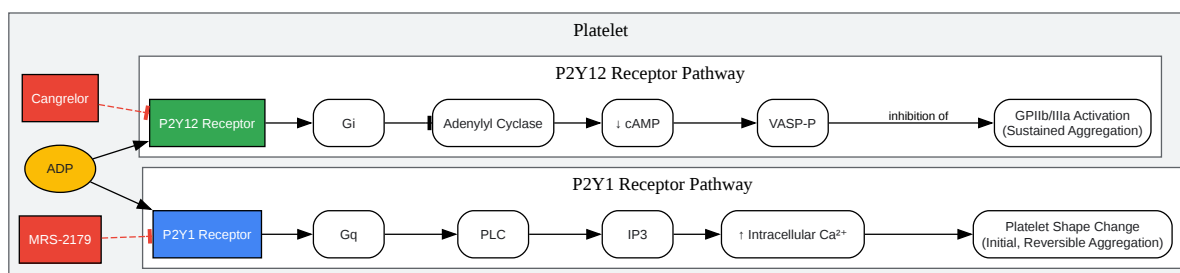 Platelet
P2Y12 Receptor Pathway
Cangrelor
P2Y12 Receptor
Gi
Adenylyl Cyclase
↓ cAMP
VASP-P
inhibition of
GPIIb/IIIa Activation
(Sustained Aggregation)
ADP
P2Y1 Receptor Pathway
MRS-2179
P2Y1 Receptor
Gq
PLC
IP3
↑ Intracellular Ca²⁺
Platelet Shape Change
(Initial, Reversible Aggregation)